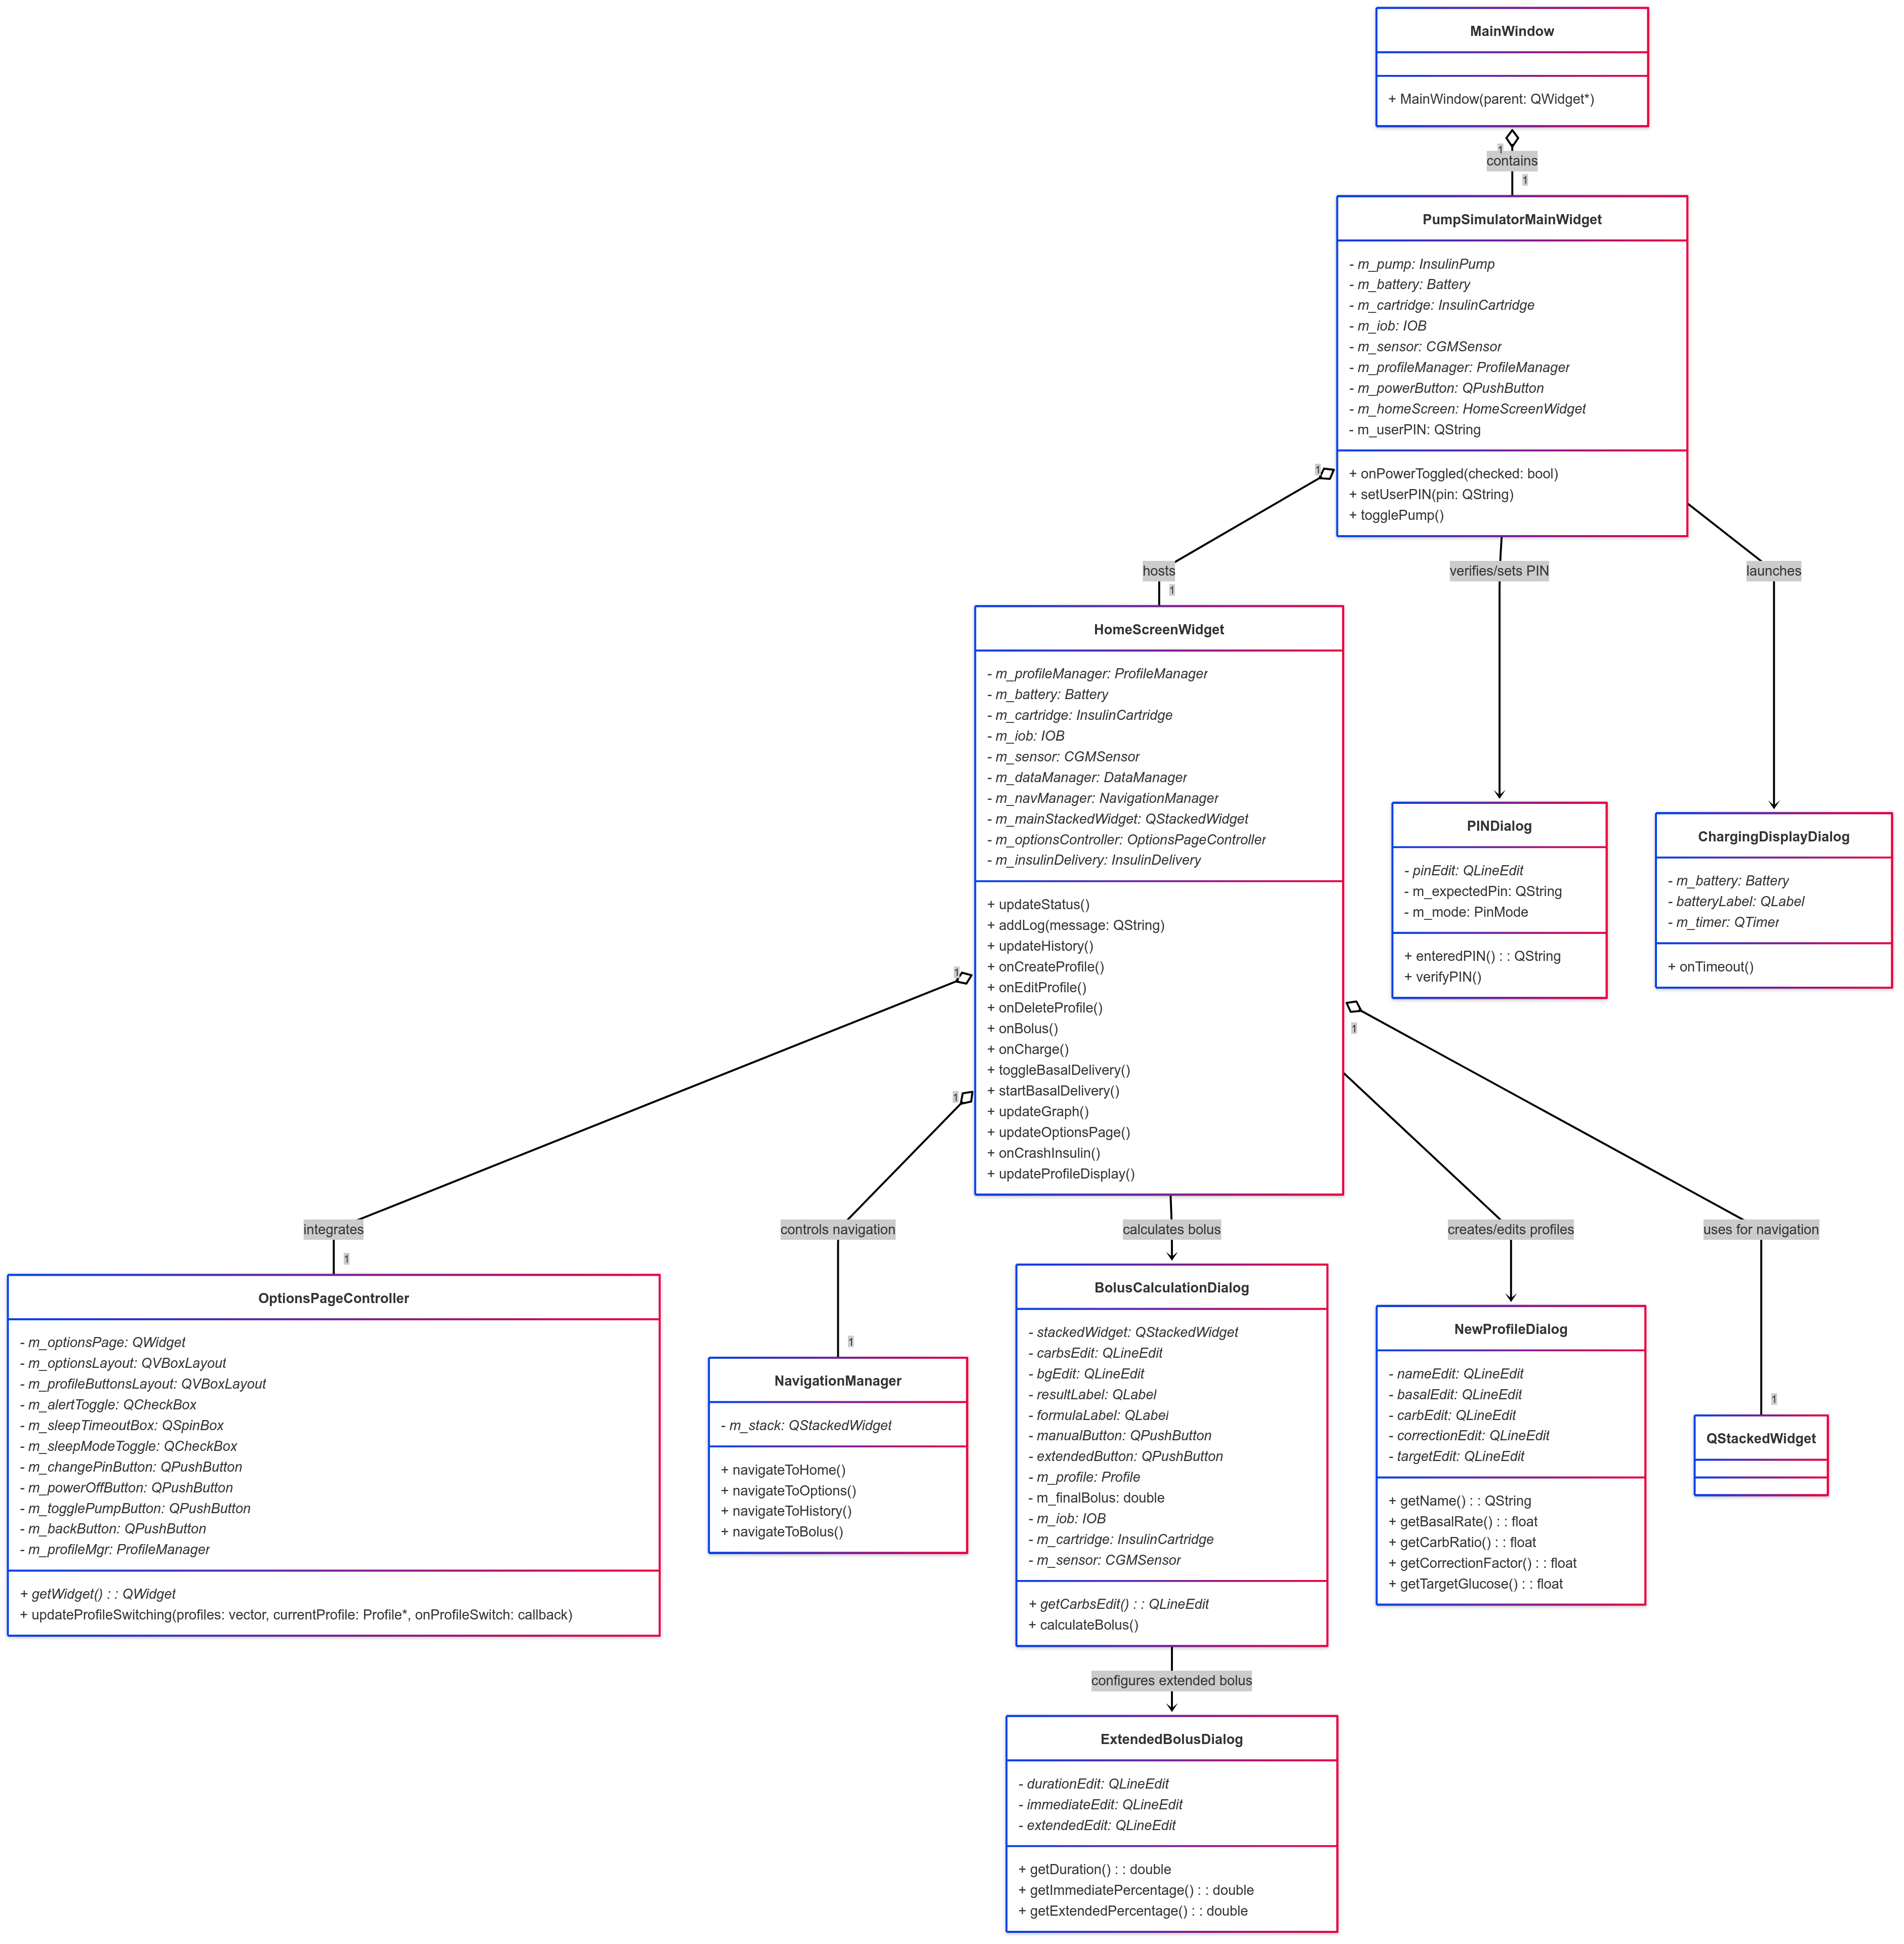 MainWindow
+ MainWindow(parent: QWidget*)
1
contains
1
PumpSimulatorMainWidget
- m_pump: InsulinPump
- m_battery: Battery
- m_cartridge: InsulinCartridge
- m_iob: IOB
- m_sensor: CGMSensor
- m_profileManager: ProfileManager
- m_powerButton: QPushButton
- m_homeScreen: HomeScreenWidget
- m_userPIN: QString
+ onPowerToggled(checked: bool)
+ setUserPIN(pin: QString)
+ togglePump()
1
hosts
1
verifies/sets PIN
launches
HomeScreenWidget
- m_profileManager: ProfileManager
- m_battery: Battery
- m_cartridge: InsulinCartridge
- m_iob: IOB
- m_sensor: CGMSensor
- m_dataManager: DataManager
- m_navManager: NavigationManager
- m_mainStackedWidget: QStackedWidget
- m_optionsController: OptionsPageController
- m_insulinDelivery: InsulinDelivery
+ updateStatus()
+ addLog(message: QString)
+ updateHistory()
+ onCreateProfile()
+ onEditProfile()
+ onDeleteProfile()
+ onBolus()
+ onCharge()
+ toggleBasalDelivery()
+ startBasalDelivery()
+ updateGraph()
+ updateOptionsPage()
+ onCrashInsulin()
+ updateProfileDisplay()
PINDialog
- pinEdit: QLineEdit
- m_expectedPin: QString
- m_mode: PinMode
+ enteredPIN() : : QString
+ verifyPIN()
ChargingDisplayDialog
- m_battery: Battery
- batteryLabel: QLabel
- m_timer: QTimer
+ onTimeout()
1
1
1
integrates
1
controls navigation
1
calculates bolus
creates/edits profiles
uses for navigation
1
OptionsPageController
- m_optionsPage: QWidget
- m_optionsLayout: QVBoxLayout
- m_profileButtonsLayout: QVBoxLayout
- m_alertToggle: QCheckBox
- m_sleepTimeoutBox: QSpinBox
- m_sleepModeToggle: QCheckBox
- m_changePinButton: QPushButton
- m_powerOffButton: QPushButton
- m_togglePumpButton: QPushButton
- m_backButton: QPushButton
- m_profileMgr: ProfileManager
+ getWidget() : : QWidget
+ updateProfileSwitching(profiles: vector, currentProfile: Profile*, onProfileSwitch: callback)
NavigationManager
- m_stack: QStackedWidget
+ navigateToHome()
+ navigateToOptions()
+ navigateToHistory()
+ navigateToBolus()
BolusCalculationDialog
- stackedWidget: QStackedWidget
- carbsEdit: QLineEdit
- bgEdit: QLineEdit
- resultLabel: QLabel
- formulaLabel: QLabel
- manualButton: QPushButton
- extendedButton: QPushButton
- m_profile: Profile
- m_finalBolus: double
- m_iob: IOB
- m_cartridge: InsulinCartridge
- m_sensor: CGMSensor
+ getCarbsEdit() : : QLineEdit
+ calculateBolus()
NewProfileDialog
- nameEdit: QLineEdit
- basalEdit: QLineEdit
- carbEdit: QLineEdit
- correctionEdit: QLineEdit
- targetEdit: QLineEdit
+ getName() : : QString
+ getBasalRate() : : float
+ getCarbRatio() : : float
+ getCorrectionFactor() : : float
+ getTargetGlucose() : : float
QStackedWidget
configures extended bolus
ExtendedBolusDialog
- durationEdit: QLineEdit
- immediateEdit: QLineEdit
- extendedEdit: QLineEdit
+ getDuration() : : double
+ getImmediatePercentage() : : double
+ getExtendedPercentage() : : double